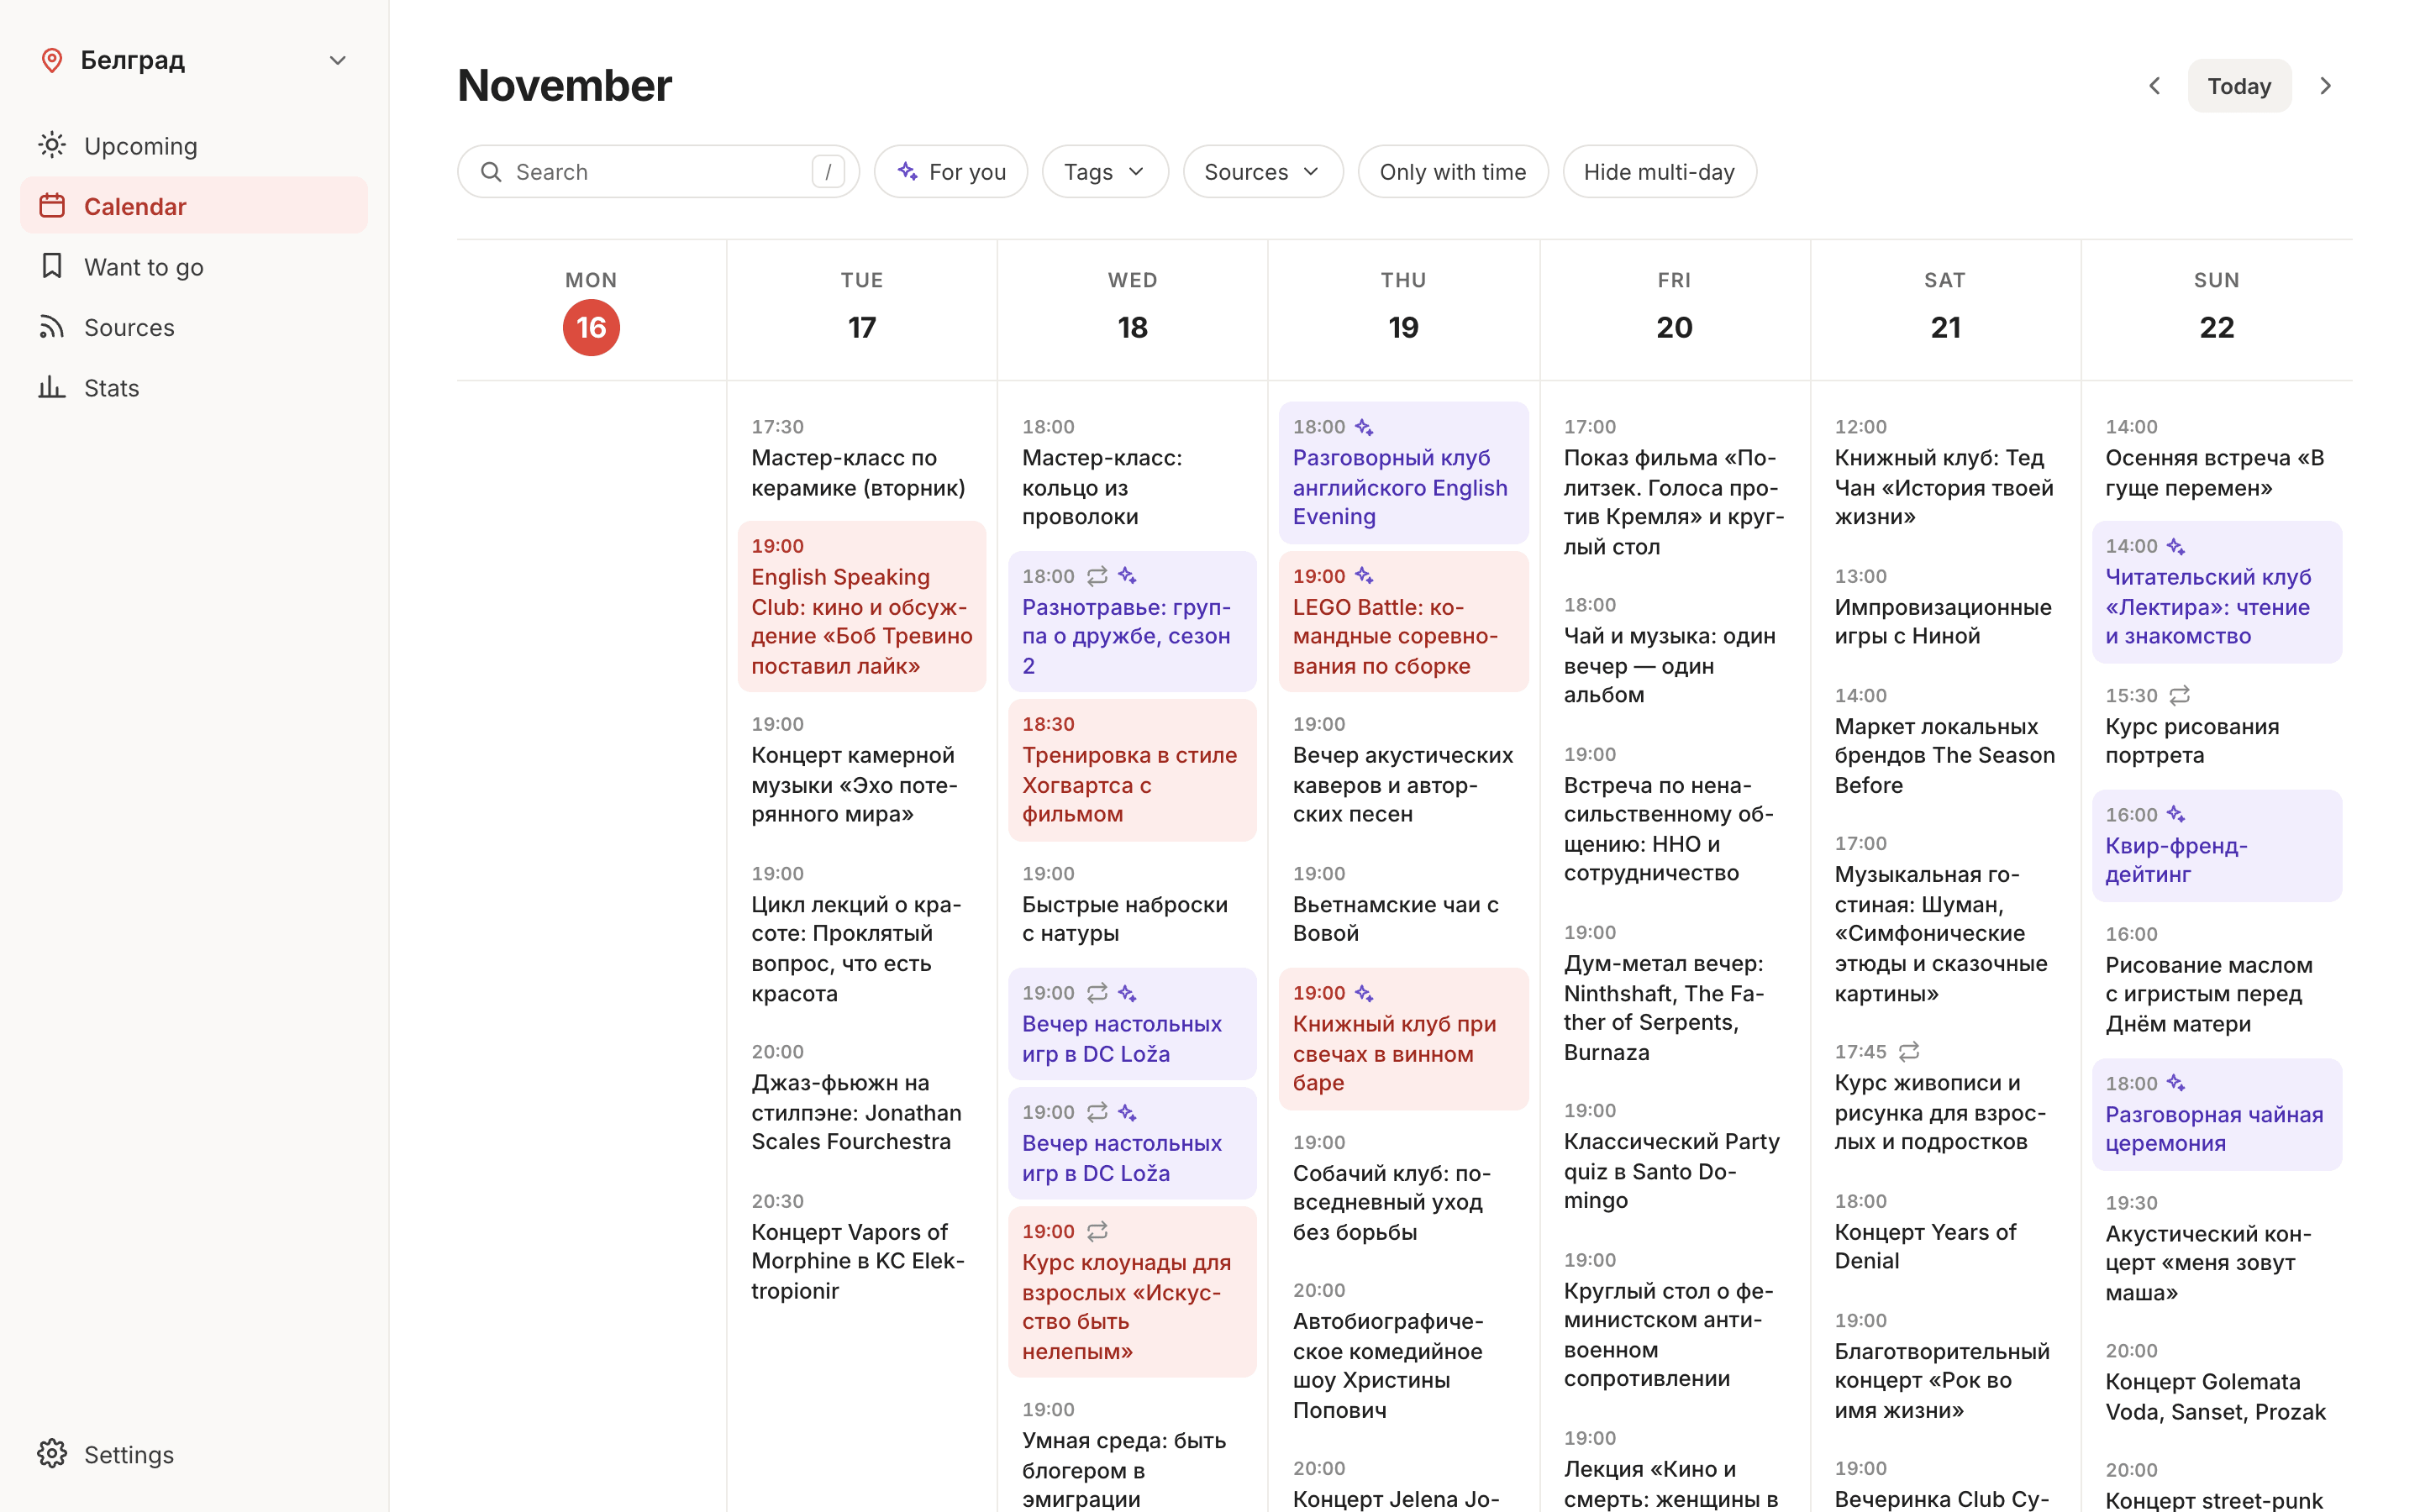 Белград
Upcoming
Calendar
Want to go
Sources
Stats
Settings
November
Today
Search
/
For you
Tags
Sources
Only with time
Hide multi-day
MON
16
TUE
17
WED
18
THU
19
FRI
20
SAT
21
SUN
22
17:30
Мастер-класс по
керамике (вторник)
19:00
English Speaking
Club: кино и обсуж-
дение «Боб Тревино
поставил лайк»
19:00
Концерт камерной
музыки «Эхо поте-
рянного мира»
19:00
Цикл лекций о кра-
соте: Проклятый
вопрос, что есть
красота
20:00
Джаз-фьюжн на
стилпэне: Jonathan
Scales Fourchestra
20:30
Концерт Vapors of
Morphine в KC Elek-
tropionir
18:00
Мастер-класс:
кольцо из
проволоки
18:00
Разнотравье: груп-
па о дружбе, сезон
2
18:30
Тренировка в стиле
Хогвартса с
фильмом
19:00
Быстрые наброски
с натуры
19:00
Вечер настольных
игр в DC Loža
19:00
Вечер настольных
игр в DC Loža
19:00
Курс клоунады для
взрослых «Искус-
ство быть
нелепым»
19:00
Умная среда: быть
блогером в
эмиграции
18:00
Разговорный клуб
английского English
Evening
19:00
LEGO Battle: ко-
мандные соревно-
вания по сборке
19:00
Вечер акустических
каверов и автор-
ских песен
19:00
Вьетнамские чаи с
Вовой
19:00
Книжный клуб при
свечах в винном
баре
19:00
Собачий клуб: по-
вседневный уход
без борьбы
20:00
Автобиографиче-
ское комедийное
шоу Христины
Попович
20:00
Концерт Jelena Jo-
17:00
Показ фильма «По-
литзек. Голоса про-
тив Кремля» и круг-
лый стол
18:00
Чай и музыка: один
вечер — один
альбом
19:00
Встреча по нена-
сильственному об-
щению: ННО и
сотрудничество
19:00
Дум-метал вечер:
Ninthshaft, The Fa-
ther of Serpents,
Burnaza
19:00
Классический Party
quiz в Santo Do-
mingo
19:00
Круглый стол о фе-
министском анти-
военном
сопротивлении
19:00
Лекция «Кино и
смерть: женщины в
12:00
Книжный клуб: Тед
Чан «История твоей
жизни»
13:00
Импровизационные
игры с Ниной
14:00
Маркет локальных
брендов The Season
Before
17:00
Музыкальная го-
стиная: Шуман,
«Симфонические
этюды и сказочные
картины»
17:45
Курс живописи и
рисунка для взрос-
лых и подростков
18:00
Концерт Years of
Denial
19:00
Благотворительный
концерт «Рок во
имя жизни»
19:00
Вечеринка Club Cy-
14:00
Осенняя встреча «В
гуще перемен»
14:00
Читательский клуб
«Лектира»: чтение
и знакомство
15:30
Курс рисования
портрета
16:00
Квир-френд-
дейтинг
16:00
Рисование маслом
с игристым перед
Днём матери
18:00
Разговорная чайная
церемония
19:30
Акустический кон-
церт «меня зовут
маша»
20:00
Концерт Golemata
Voda, Sanset, Prozak
20:00
Концерт street-punk